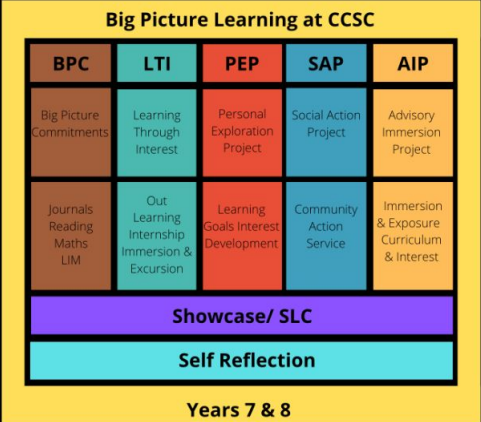 Big Picture Learning at CCSC
BPC LTI PEP SAP AIP
Big Picture
Commitments
Learning
Through
Interest
Personal
Exploration
Project
Social Action
Project
Advisory
Immersion
Project
Journals
Reading
Maths
LIM
Out
Learning
Internship
Immersion &
Excursion
Learning
Goals Interest
Development
Community
Action
Service
Immersion
& Exposure
Curriculum
& Interest
Showcase/ SLC
Self Reflection
Years 7 & 8